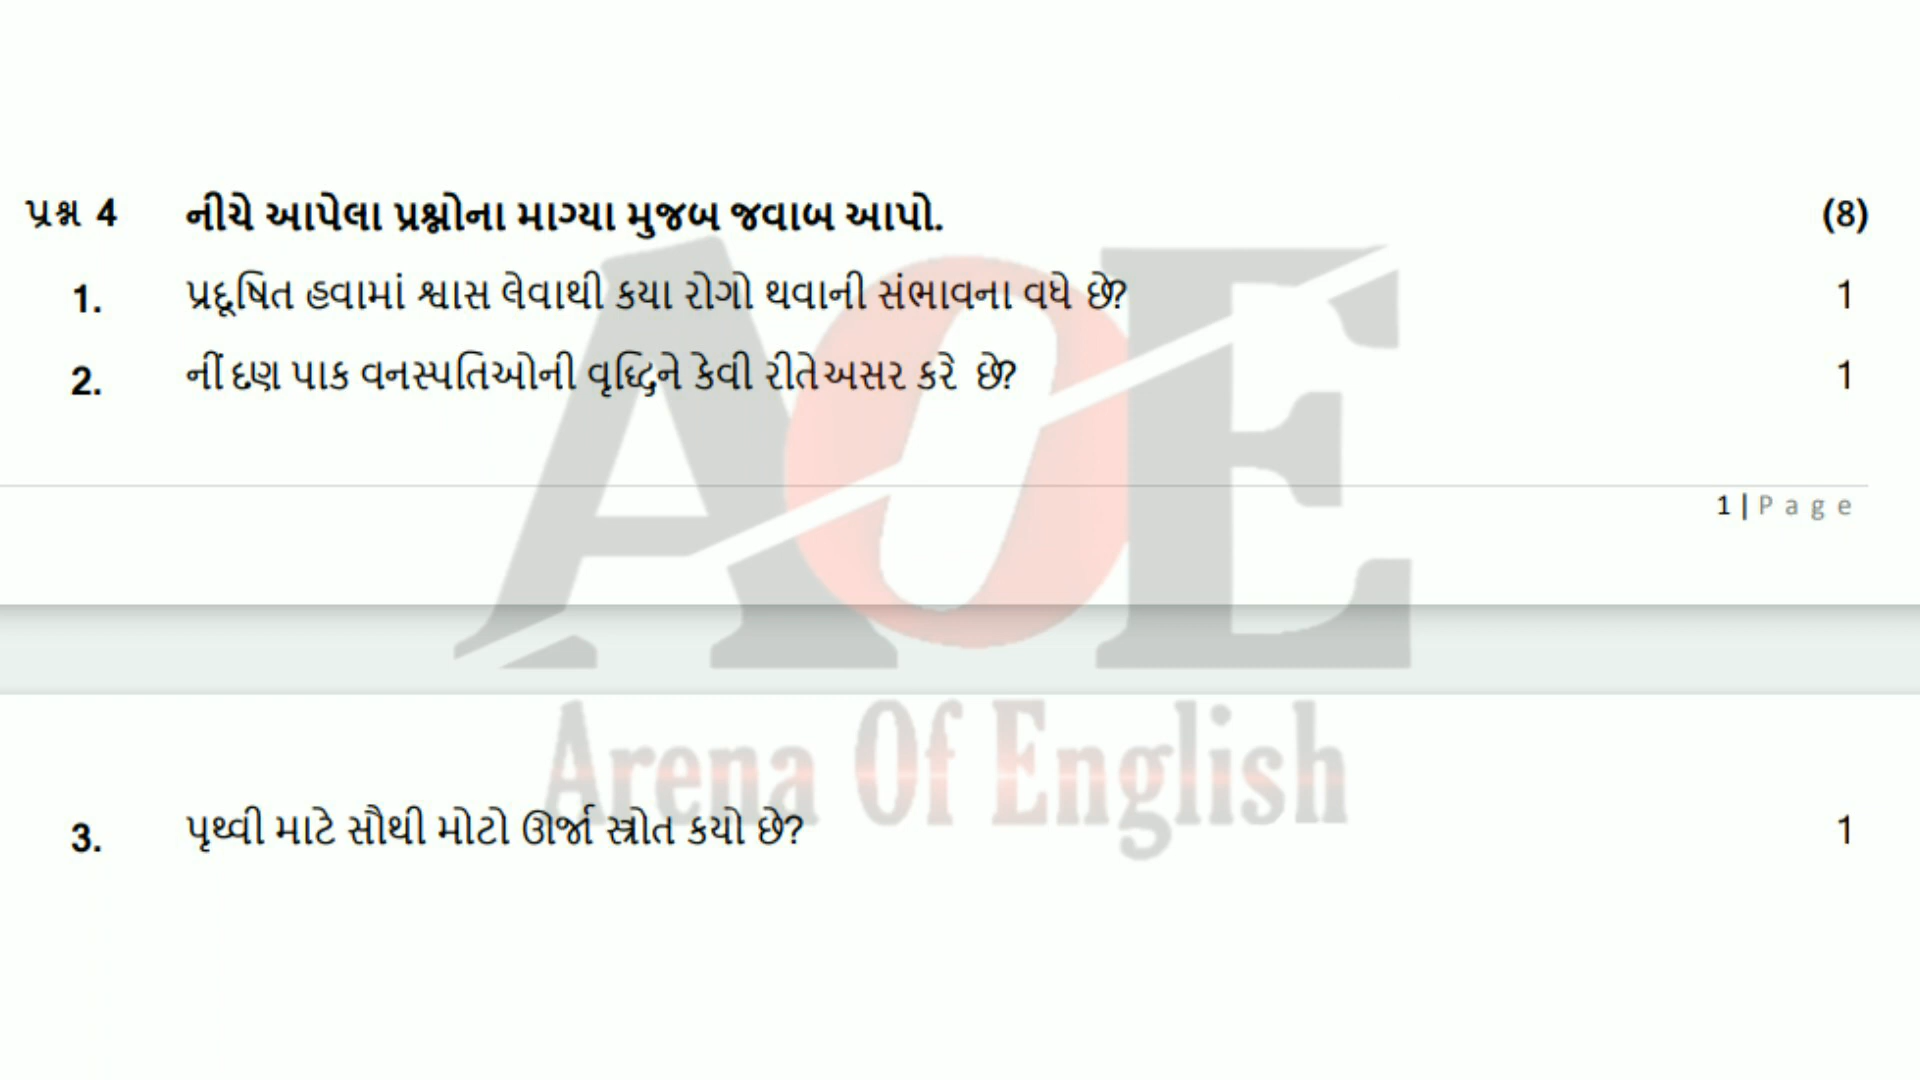 પ્રશ્ન 4 નીચે આપેલા પ્રશ્નોના માગ્યા મુજબ જવાબ આપો. (8)
1. પ્રદૂષિત હવામાં શ્વાસ લેવાથી કયા રોગો થવાની સંભાવના વધે છે? 1
2. નીંદણ પાક વનસ્પતિઓની વૃદ્ધિને કેવી રીતેઅસર કરે છે? 1
1 | P a g e
AOE
Arena Of English
3. પૃથ્વી માટે સૌથી મોટો ઊર્જા સ્ત્રોત કયો છે? 1